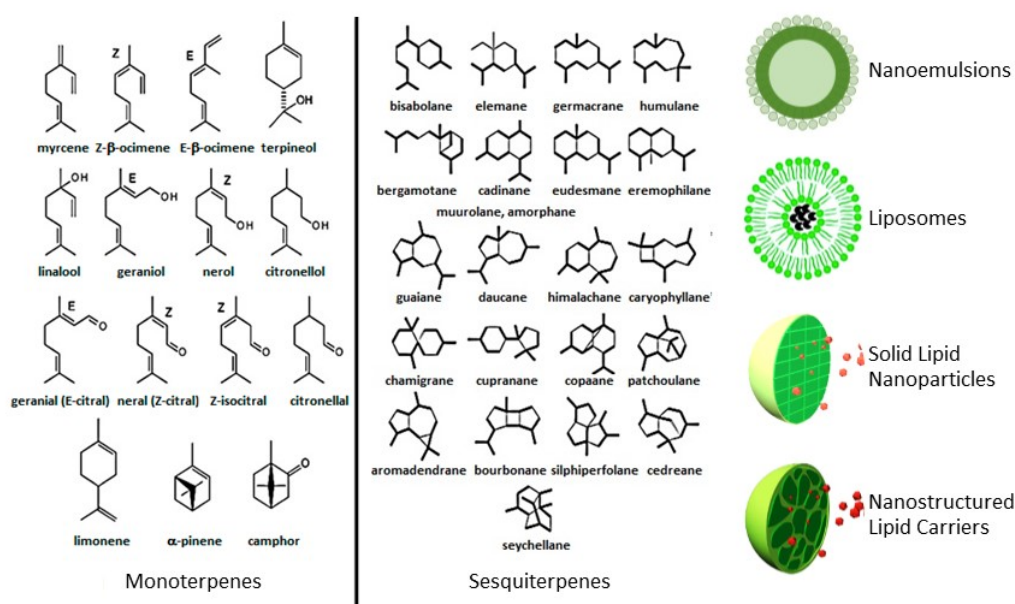 Z
E
myrcene Z-β-ocimene E-β-ocimene terpineol
OH
OH
E
OH
Z
OH
OH
linalool geraniol nerol citronellol
E
O
Z
O
Z
O
O
geranial (E-citral) neral (Z-citral) Z-isocitral citronellal
O
limonene α-pinene camphor
Monoterpenes
bisabolane elemane germacrane humulane
bergamotane cadinane eudesmane eremophilane
muurolane, amorphane
guaiane daucane himalachane caryophyllane
chamigrane cupranane copaane patchoulane
aromadendrane bourbonane silphiperfolane cedreane
seychellane
Sesquiterpenes
Nanoemulsions
Liposomes
Solid Lipid
Nanoparticles
Nanostructured
Lipid Carriers